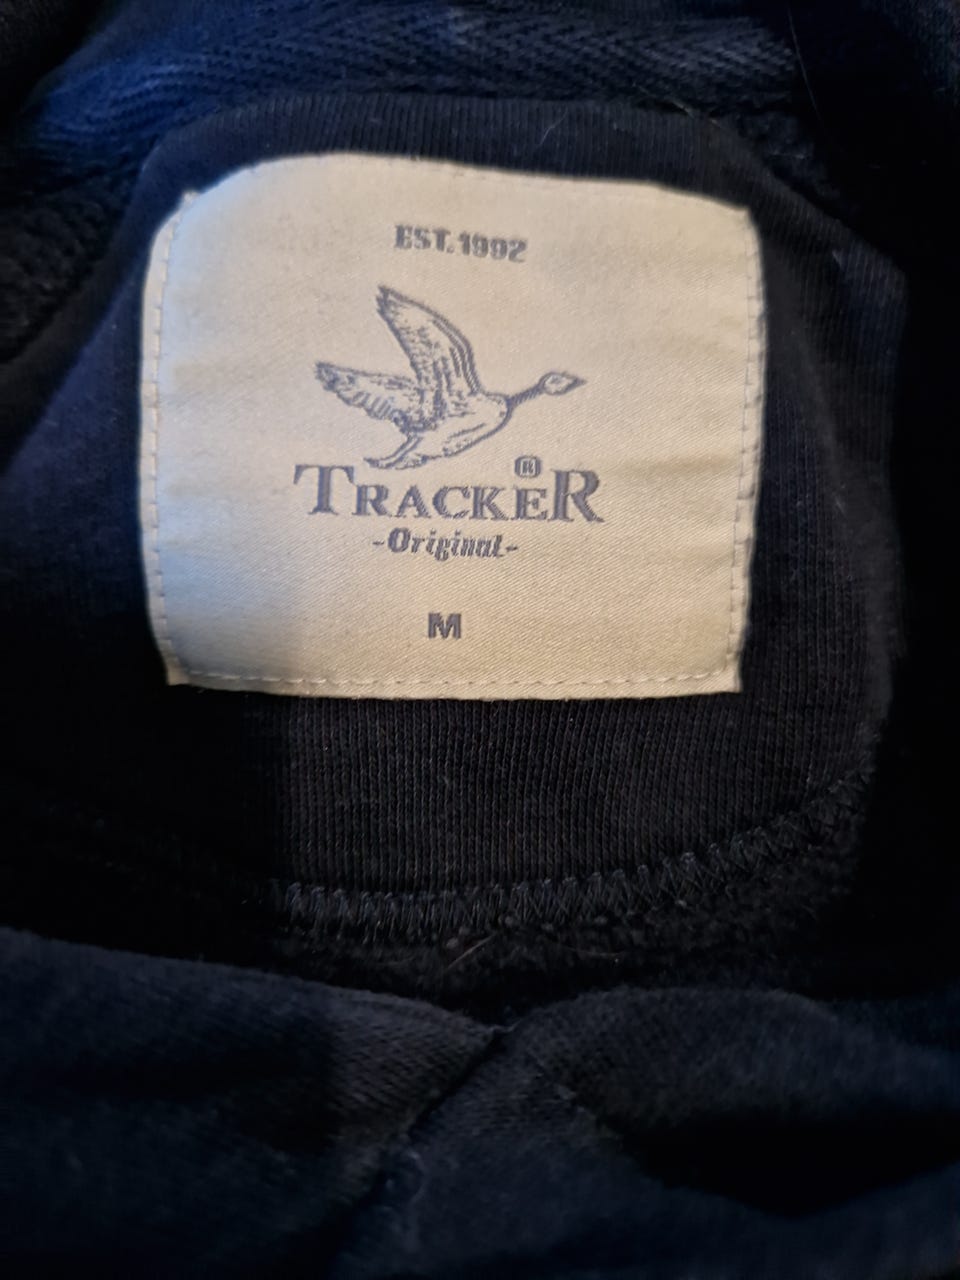 EST. 1992
TRACKER®
-Original-
M